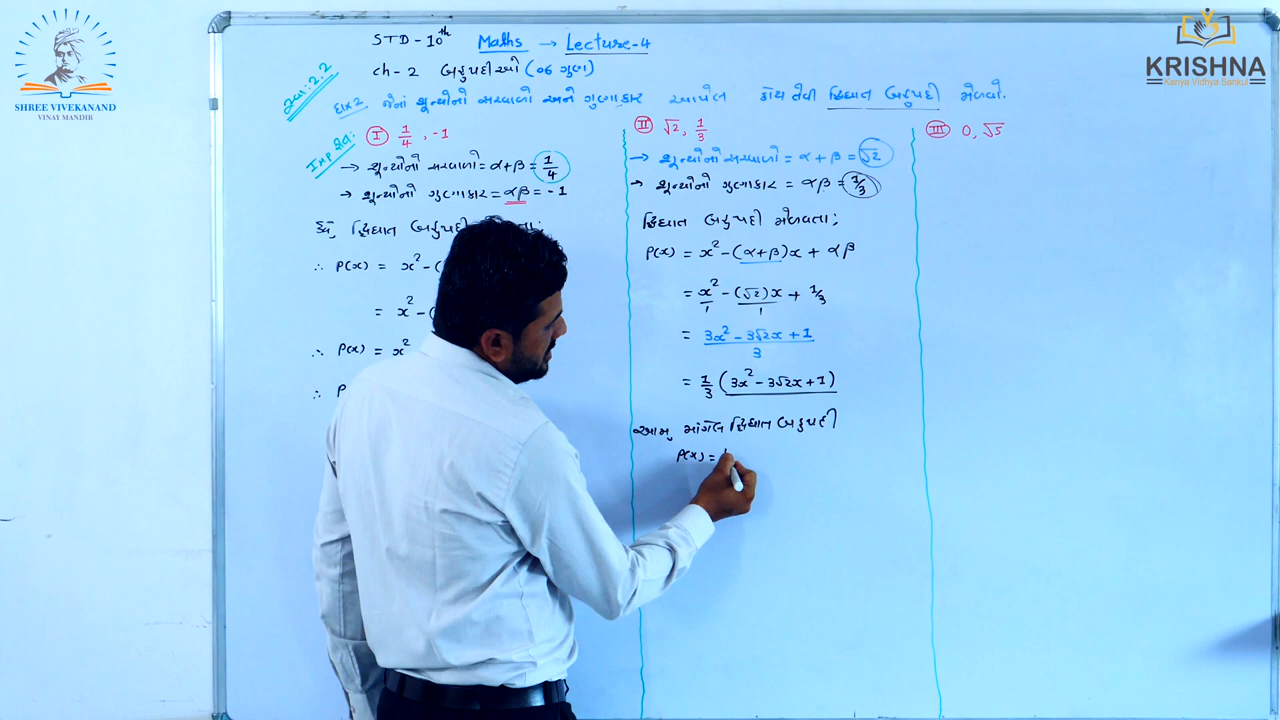 SHREE VIVEKANAND
VINAY MANDIR
KRISHNA
Kanya Vidhya Sankul
STD - 10th Maths → Lecture-4
ch-2 બહુપદીઓ (06 ગુણ)
સ્વા: 2.2
દાખલ 2 જેનાં શૂન્યોનો સરવાળો અને ગુણાકાર આપેલ હોય તેવી દ્વિઘાત બહુપદી મેળવો.
Imp પ્રશ્ન:
I 1/4, -1
→ શૂન્યોનો સરવાળો = α+β = 1/4
→ શૂન્યોનો ગુણાકાર = αβ = -1
હવે, દ્વિઘાત બહુપદી
∴ P(x) = x² - (
= x² - (
∴ P(x) = x²
∴ P
II √2, 1/3
→ શૂન્યોનો સરવાળો = α + β = √2
→ શૂન્યોનો ગુણાકાર = αβ = 1/3
દ્વિઘાત બહુપદી મેળવતા;
P(x) = x² - (α+β)x + αβ
= x²/1 - (√2)x/1 + 1/3
= 3x² - 3√2x + 1 / 3
= 1/3 (3x² - 3√2x + 1)
આમ, માંગેલ દ્વિઘાત બહુપદી
P(x) =
III 0, √5